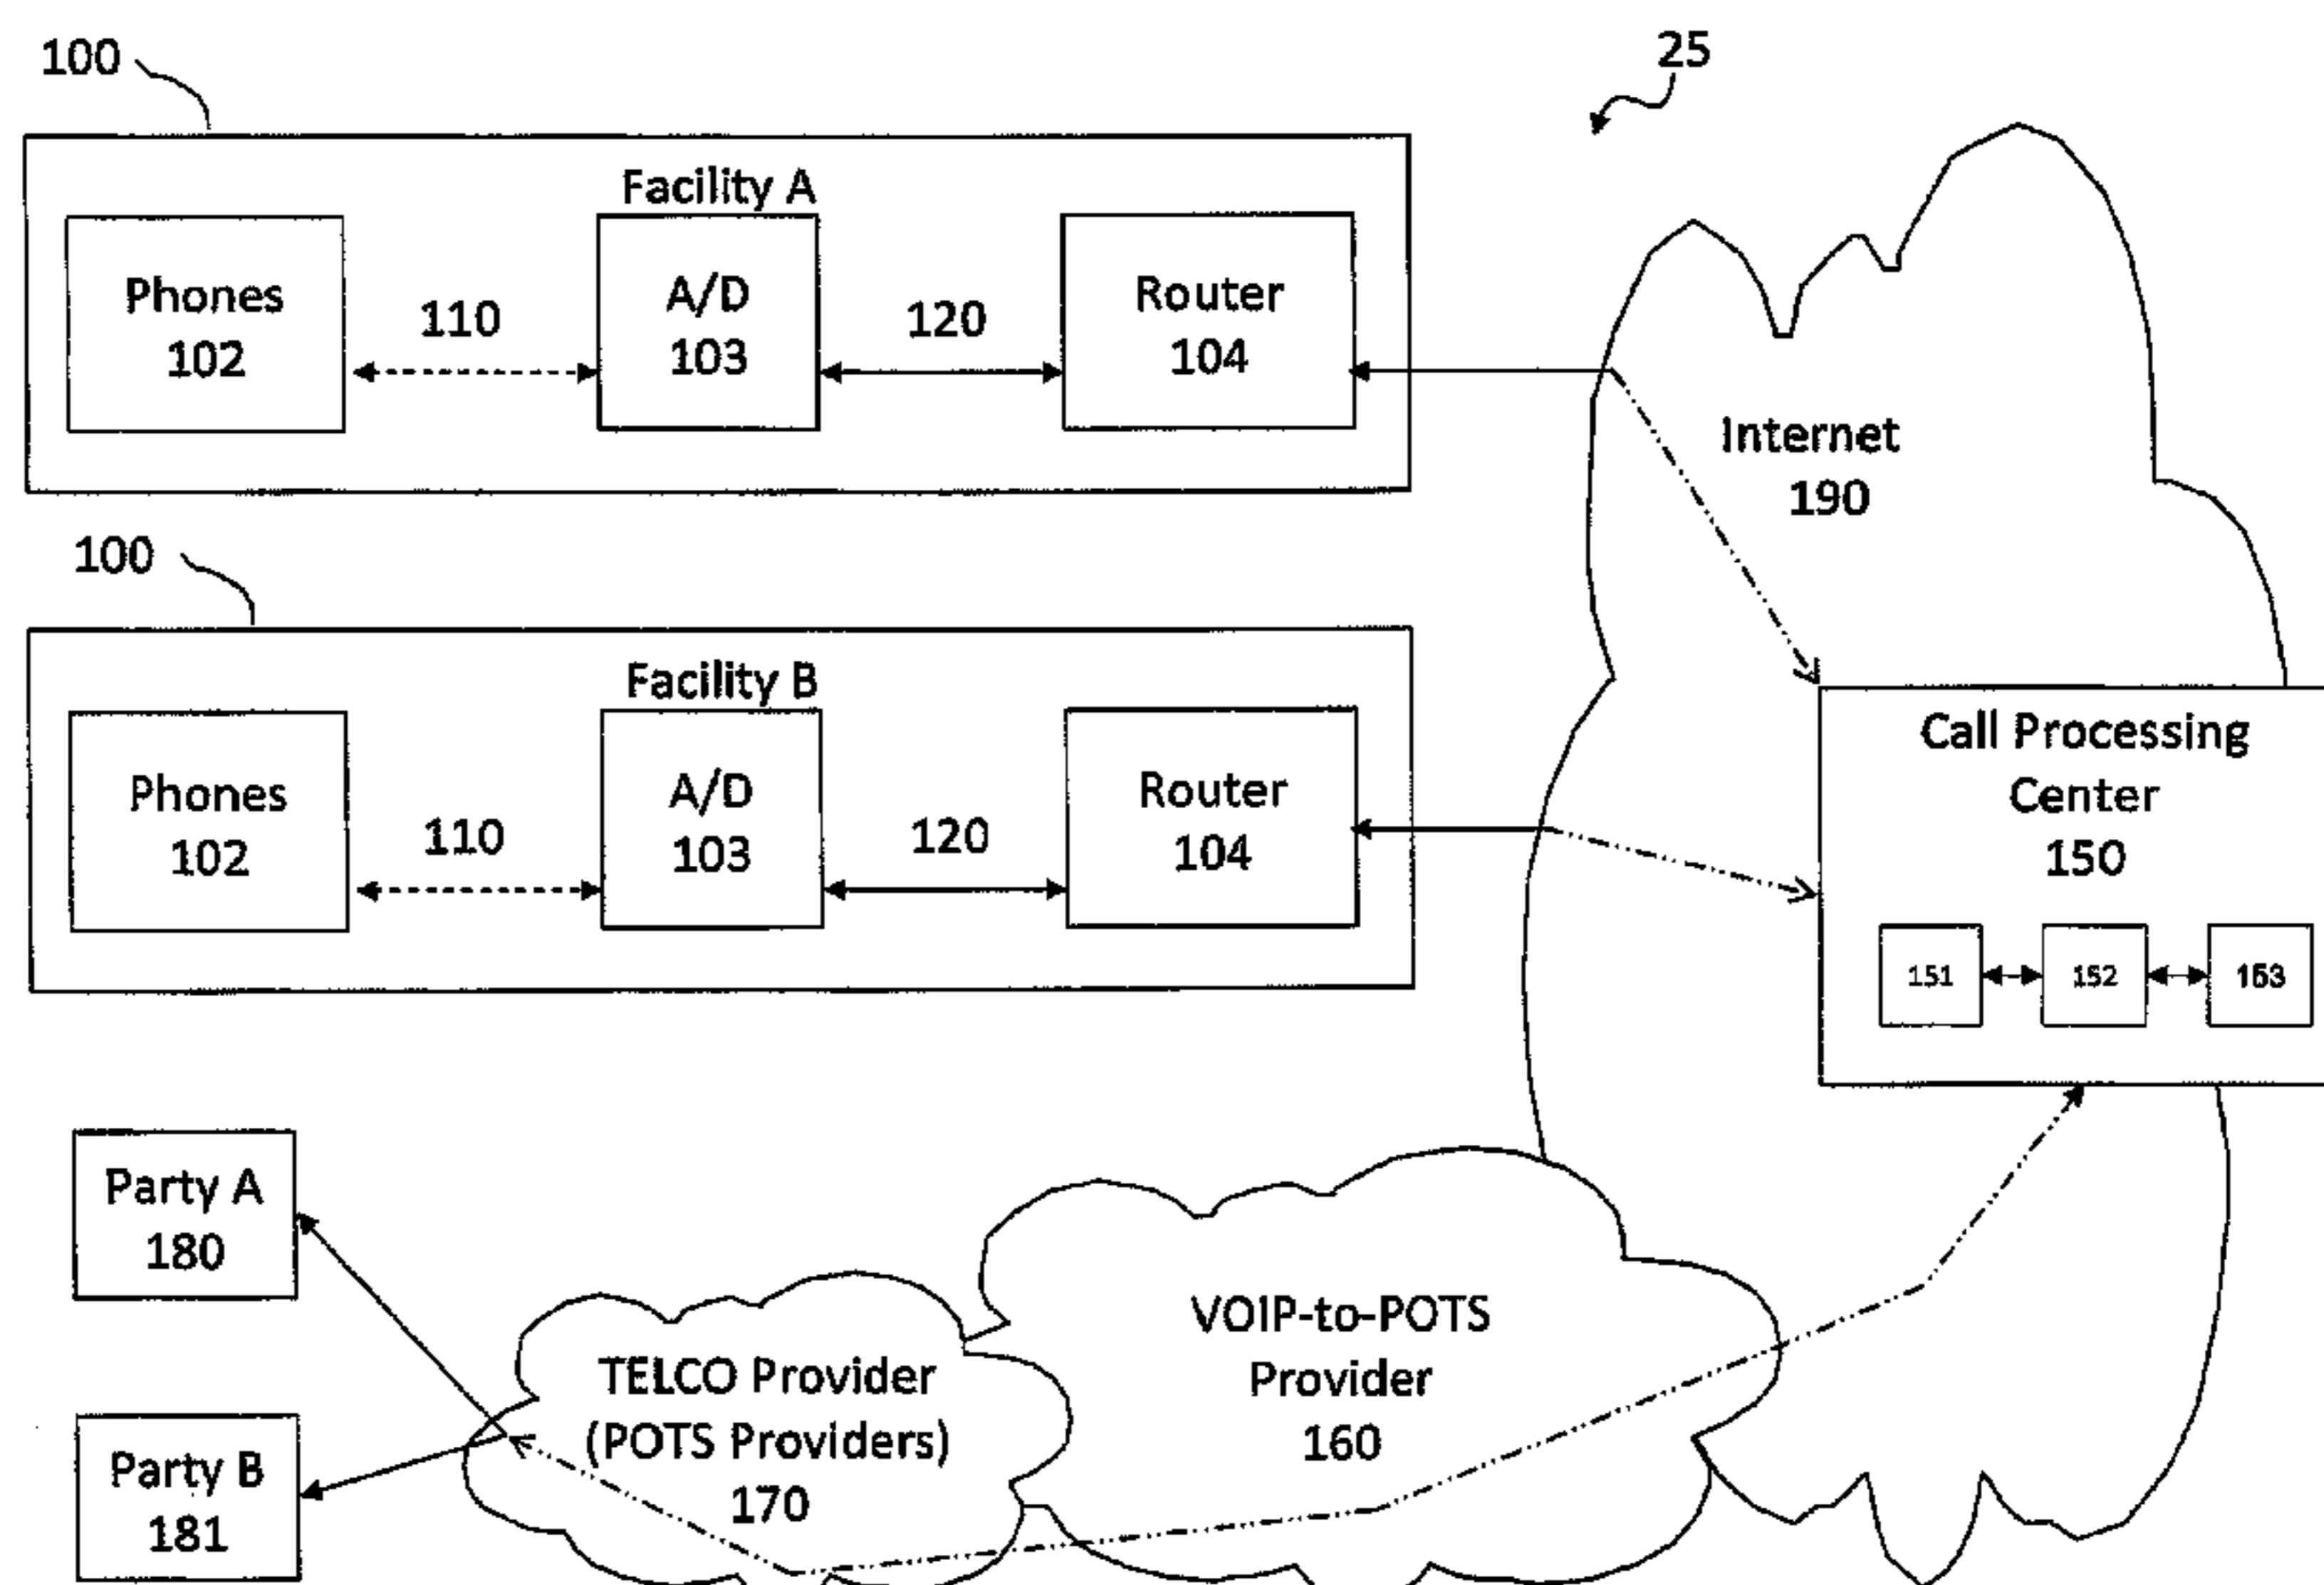 100
25
Facility A
Phones
102
110
A/D
103
120
Router
104
Internet
190
100
Facility B
Phones
102
110
A/D
103
120
Router
104
Call Processing
Center
150
151
152
153
Party A
180
Party B
181
TELCO Provider
(POTS Providers)
170
VOIP-to-POTS
Provider
160